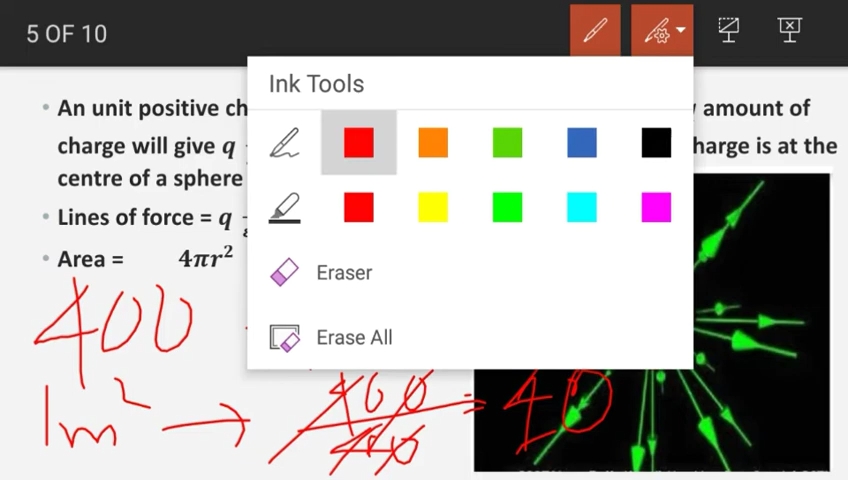 5 OF 10
Ink Tools
Eraser
Erase All
An unit positive ch
amount of
charge will give q
harge is at the
centre of a sphere
Lines of force = q
Area = 4πr²
400
1m² →
= 40